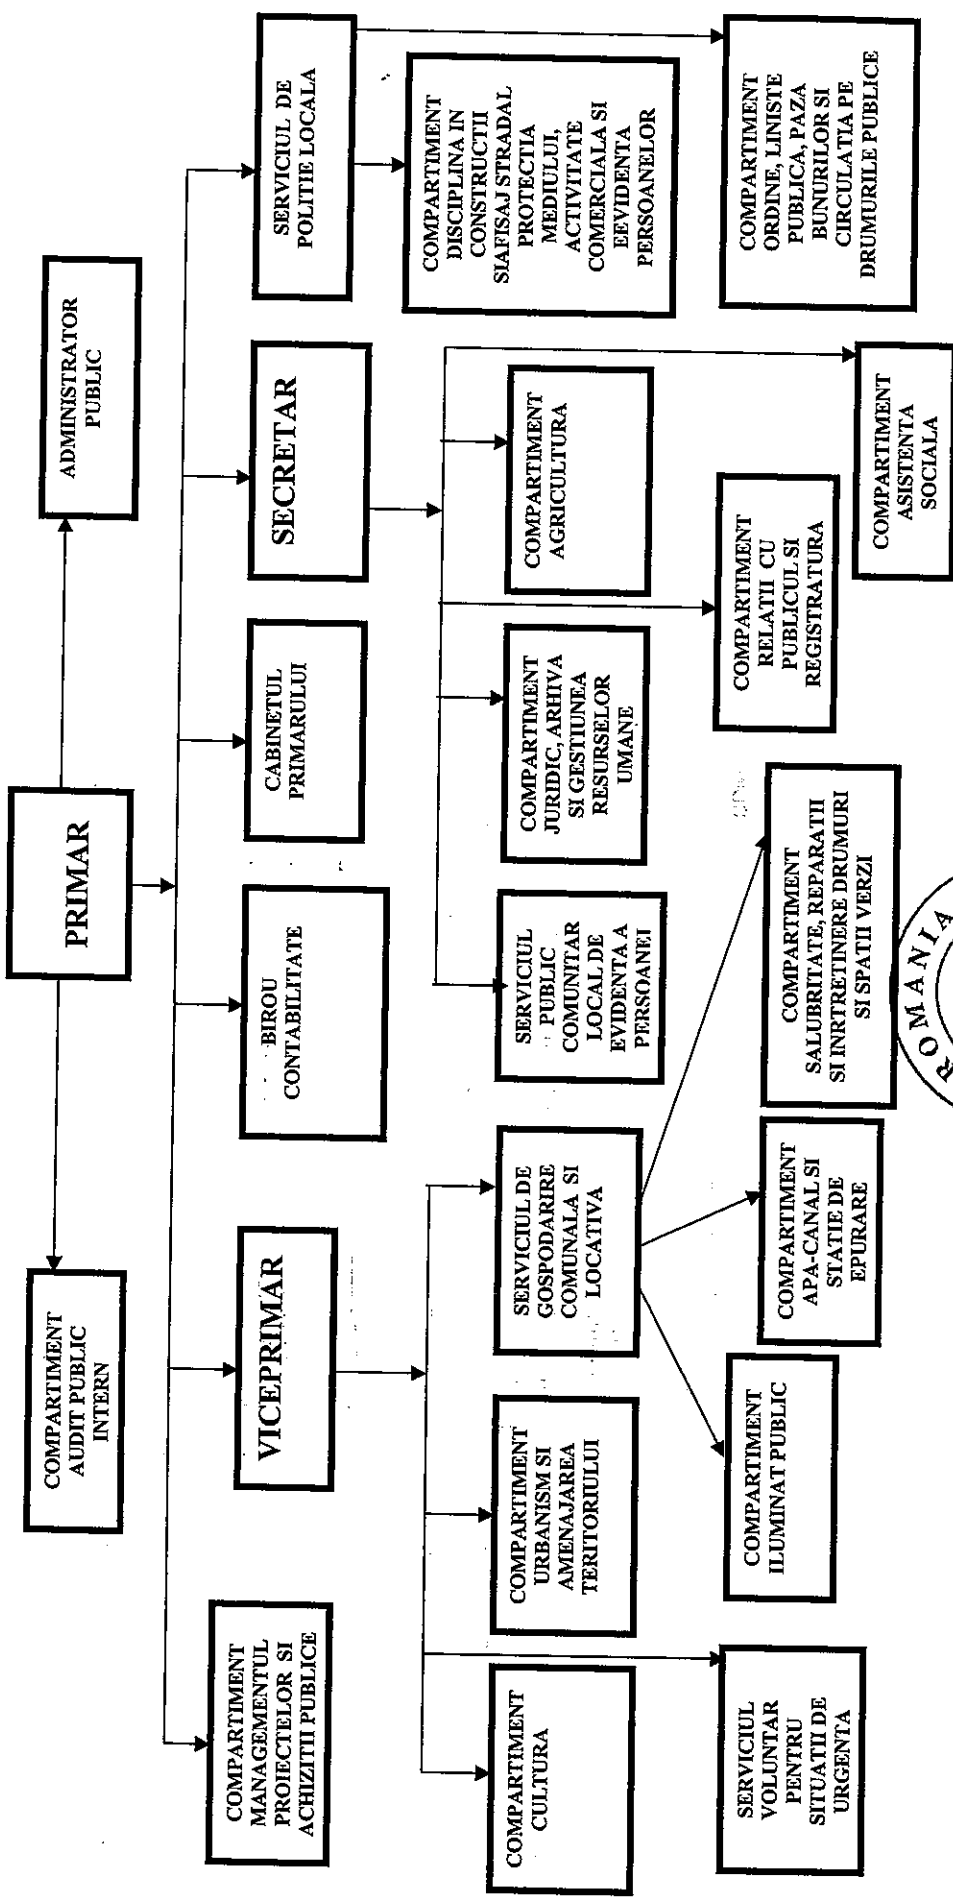 PRIMAR
COMPARTIMENT
AUDIT PUBLIC
INTERN
ADMINISTRATOR
PUBLIC
COMPARTIMENT
MANAGEMENTUL
PROIECTELOR SI
ACHIZITII PUBLICE
VICEPRIMAR
BIROU
CONTABILITATE
CABINETUL
PRIMARULUI
SECRETAR
SERVICIUL DE
POLITIE LOCALA
COMPARTIMENT
CULTURA
COMPARTIMENT
URBANISM SI
AMENAJAREA
TERITORIULUI
SERVICIUL DE
GOSPODARIRE
COMUNALA SI
LOCATIVA
SERVICIUL
PUBLIC
COMUNITAR
LOCAL DE
EVIDENTA A
PERSOANEI
COMPARTIMENT
JURIDIC, ARHIVA
SI GESTIUNEA
RESURSELOR
UMANE
COMPARTIMENT
AGRICULTURA
COMPARTIMENT
DISCIPLINA IN
CONSTRUCTII
SIAFISAJ STRADAL
PROTECTIA
MEDIULUI,
ACTIVITATE
COMERCIALA SI
EEVIDENTA
PERSOANELOR
SERVICIUL
VOLUNTAR
PENTRU
SITUATII DE
URGENTA
COMPARTIMENT
ILUMINAT PUBLIC
COMPARTIMENT
APA-CANAL SI
STATIE DE
EPURARE
COMPARTIMENT
SALUBRITATE, REPARATII
SI INRTRETINERE DRUMURI
SI SPATII VERZI
COMPARTIMENT
RELATII CU
PUBLICUL SI
REGISTRATURA
COMPARTIMENT
ASISTENTA
SOCIALA
COMPARTIMENT
ORDINE, LINISTE
PUBLICA, PAZA
BUNURILOR SI
CIRCULATIA PE
DRUMURILE PUBLICE
ROMANIA